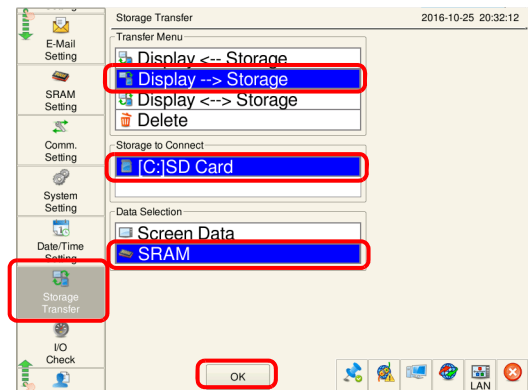 Storage Transfer
2016-10-25 20:32:12
E-Mail
Setting
SRAM
Setting
Comm.
Setting
System
Setting
Date/Time
Setting
Storage
Transfer
I/O
Check
Transfer Menu
Display <-- Storage
Display --> Storage
Display <--> Storage
Delete
Storage to Connect
[C:]SD Card
Data Selection
Screen Data
SRAM
OK
LAN